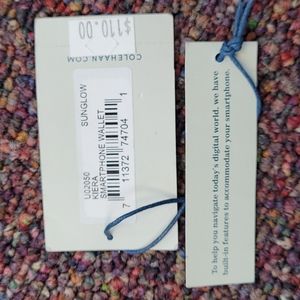 $110.00
COLEHAAN.COM
SUNGLOW
U02050
KIERA
SMARTPHONE WALLET
7 11372 74704 1
To help you navigate today's digital world, we have
built-in features to accommodate your smartphone.